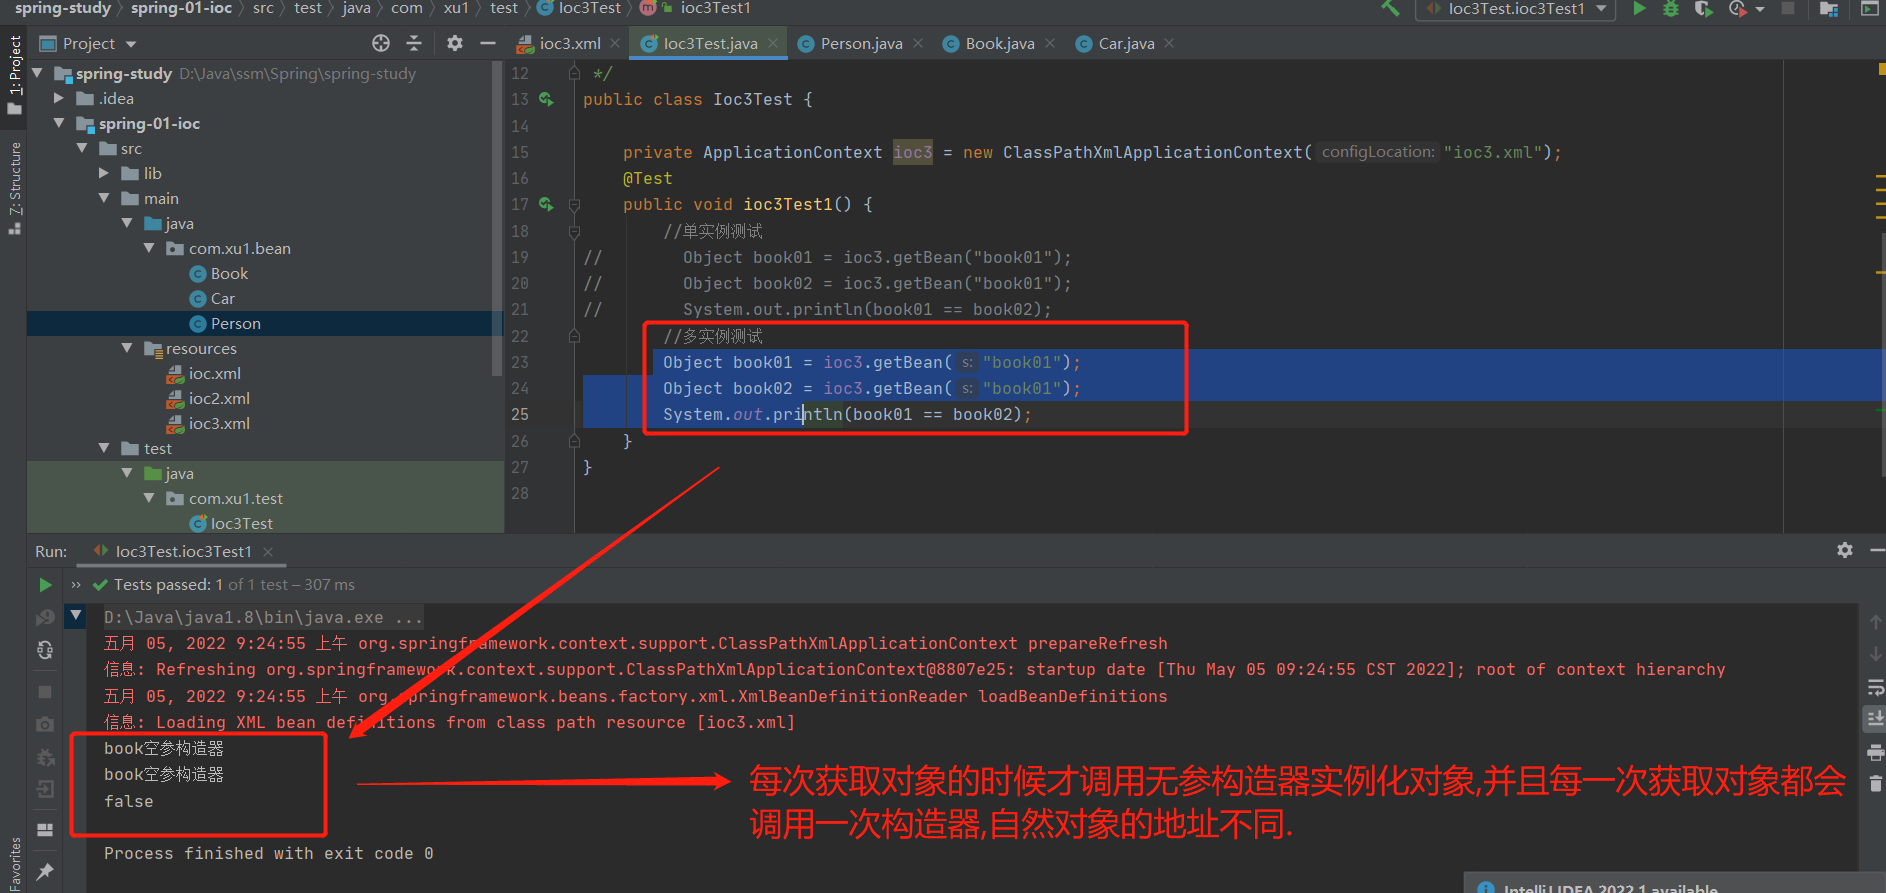 spring-study > spring-01-ioc > src > test > java > com > xu1 > test > Ioc3Test > ioc3Test1
Ioc3Test.ioc3Test1
Project
ioc3.xml
Ioc3Test.java
Person.java
Book.java
Car.java
1: Project
Z: Structure
Favorites
spring-study D:\Java\ssm\Spring\spring-study
.idea
spring-01-ioc
src
lib
main
java
com.xu1.bean
Book
Car
Person
resources
ioc.xml
ioc2.xml
ioc3.xml
test
java
com.xu1.test
Ioc3Test
12 */
13 public class Ioc3Test {
14
15 private ApplicationContext ioc3 = new ClassPathXmlApplicationContext( configLocation: "ioc3.xml");
16 @Test
17 public void ioc3Test1() {
18 //单实例测试
19 // Object book01 = ioc3.getBean("book01");
20 // Object book02 = ioc3.getBean("book01");
21 // System.out.println(book01 == book02);
22 //多实例测试
23 Object book01 = ioc3.getBean( s: "book01");
24 Object book02 = ioc3.getBean( s: "book01");
25 System.out.println(book01 == book02);
26 }
27 }
28
Run: Ioc3Test.ioc3Test1
Tests passed: 1 of 1 test – 307 ms
D:\Java\java1.8\bin\java.exe ...
五月 05, 2022 9:24:55 上午 org.springframework.context.support.ClassPathXmlApplicationContext prepareRefresh
信息: Refreshing org.springframework.context.support.ClassPathXmlApplicationContext@8807e25: startup date [Thu May 05 09:24:55 CST 2022]; root of context hierarchy
五月 05, 2022 9:24:55 上午 org.springframework.beans.factory.xml.XmlBeanDefinitionReader loadBeanDefinitions
信息: Loading XML bean definitions from class path resource [ioc3.xml]
book空参构造器
book空参构造器
false
每次获取对象的时候才调用无参构造器实例化对象,并且每一次获取对象都会
调用一次构造器,自然对象的地址不同.
Process finished with exit code 0
IntelliJ IDEA 2022.1 available